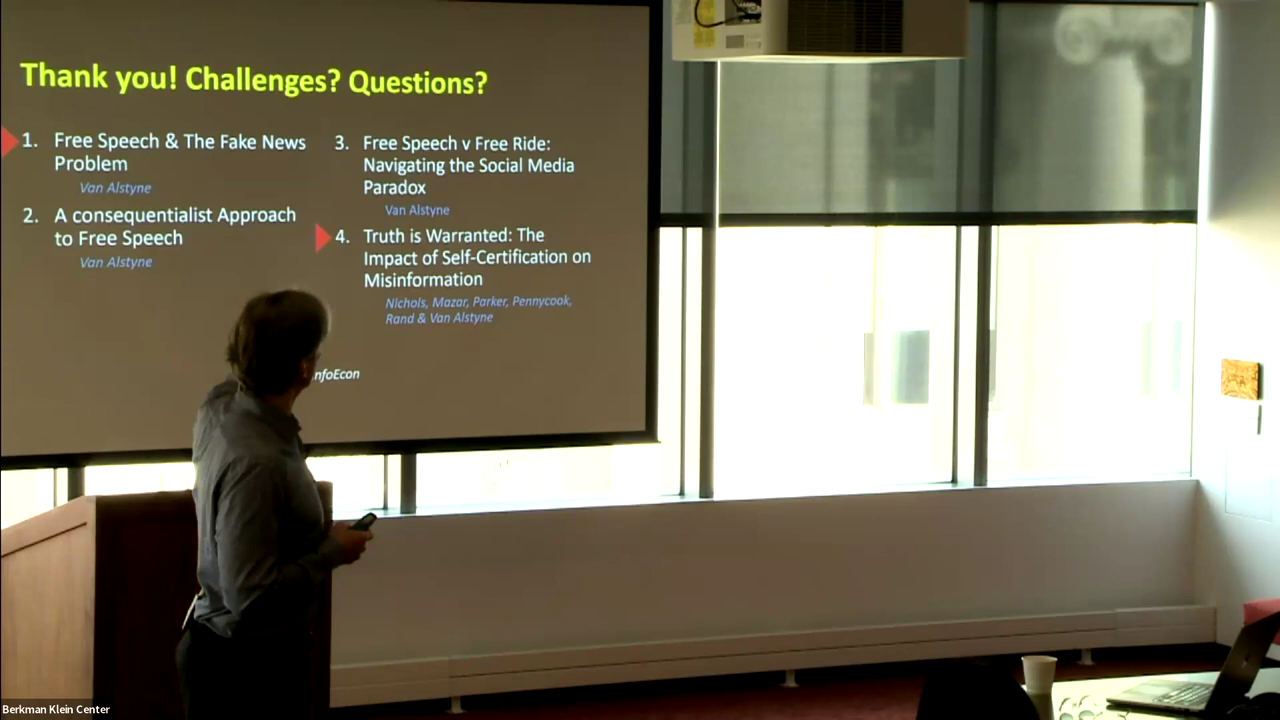 Thank you! Challenges? Questions?
1. Free Speech & The Fake News
Problem
Van Alstyne
2. A consequentialist Approach
to Free Speech
Van Alstyne
3. Free Speech v Free Ride:
Navigating the Social Media
Paradox
Van Alstyne
4. Truth is Warranted: The
Impact of Self-Certification on
Misinformation
Nichols, Mazar, Parker, Pennycook,
Rand & Van Alstyne
nfoEcon
Berkman Klein Center